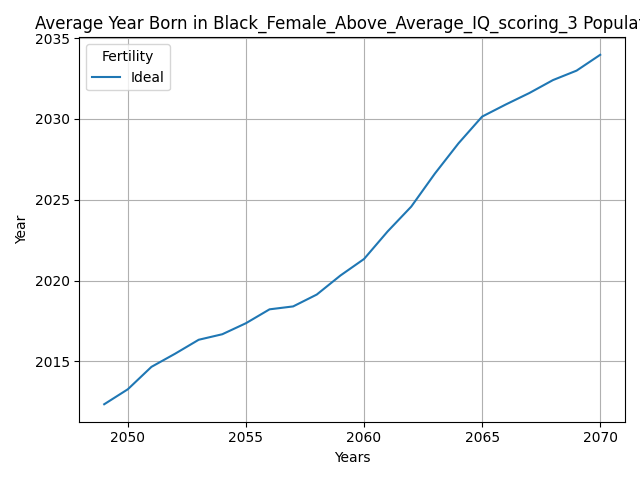 Average Year Born in Black_Female_Above_Average_IQ_scoring_3 Populat
2035
2030
2025
2020
2015
Year
Fertility
Ideal
2050
2055
2060
2065
2070
Years